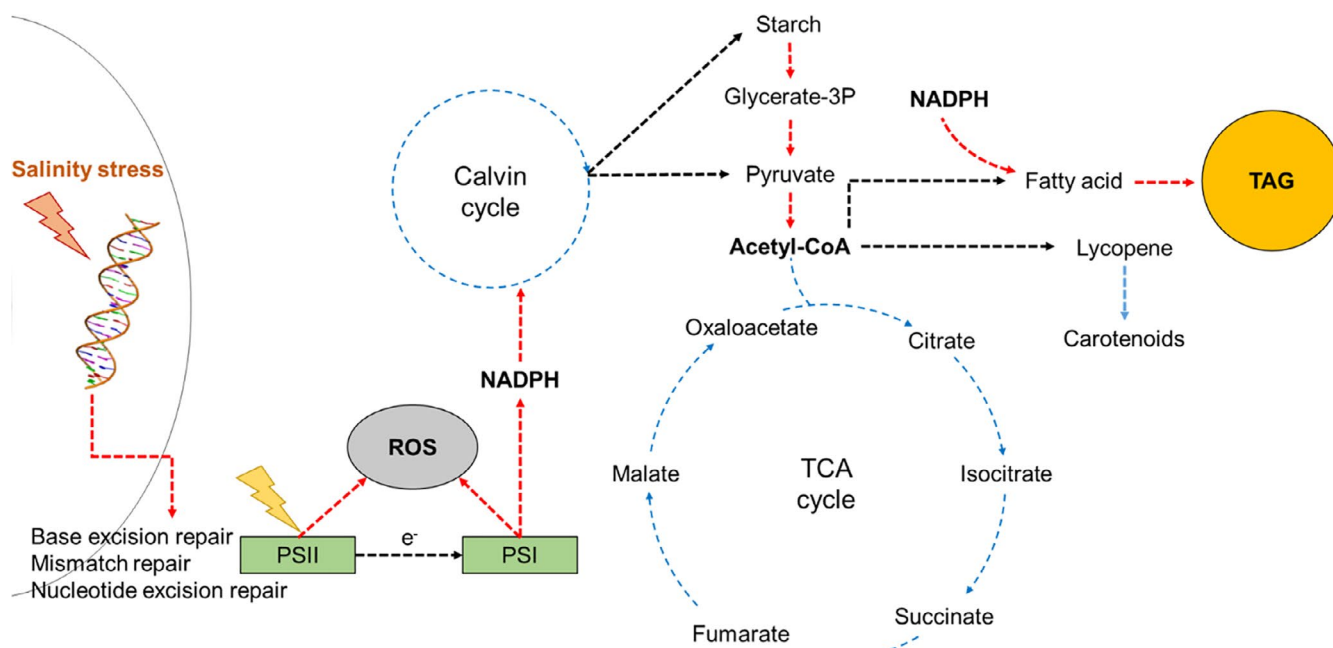 Salinity stress
Base excision repair
Mismatch repair
Nucleotide excision repair
PSII
e-
PSI
ROS
NADPH
Calvin
cycle
Starch
Glycerate-3P
Pyruvate
Acetyl-CoA
NADPH
Fatty acid
TAG
Lycopene
Carotenoids
Oxaloacetate
Citrate
Isocitrate
Succinate
Fumarate
Malate
TCA
cycle